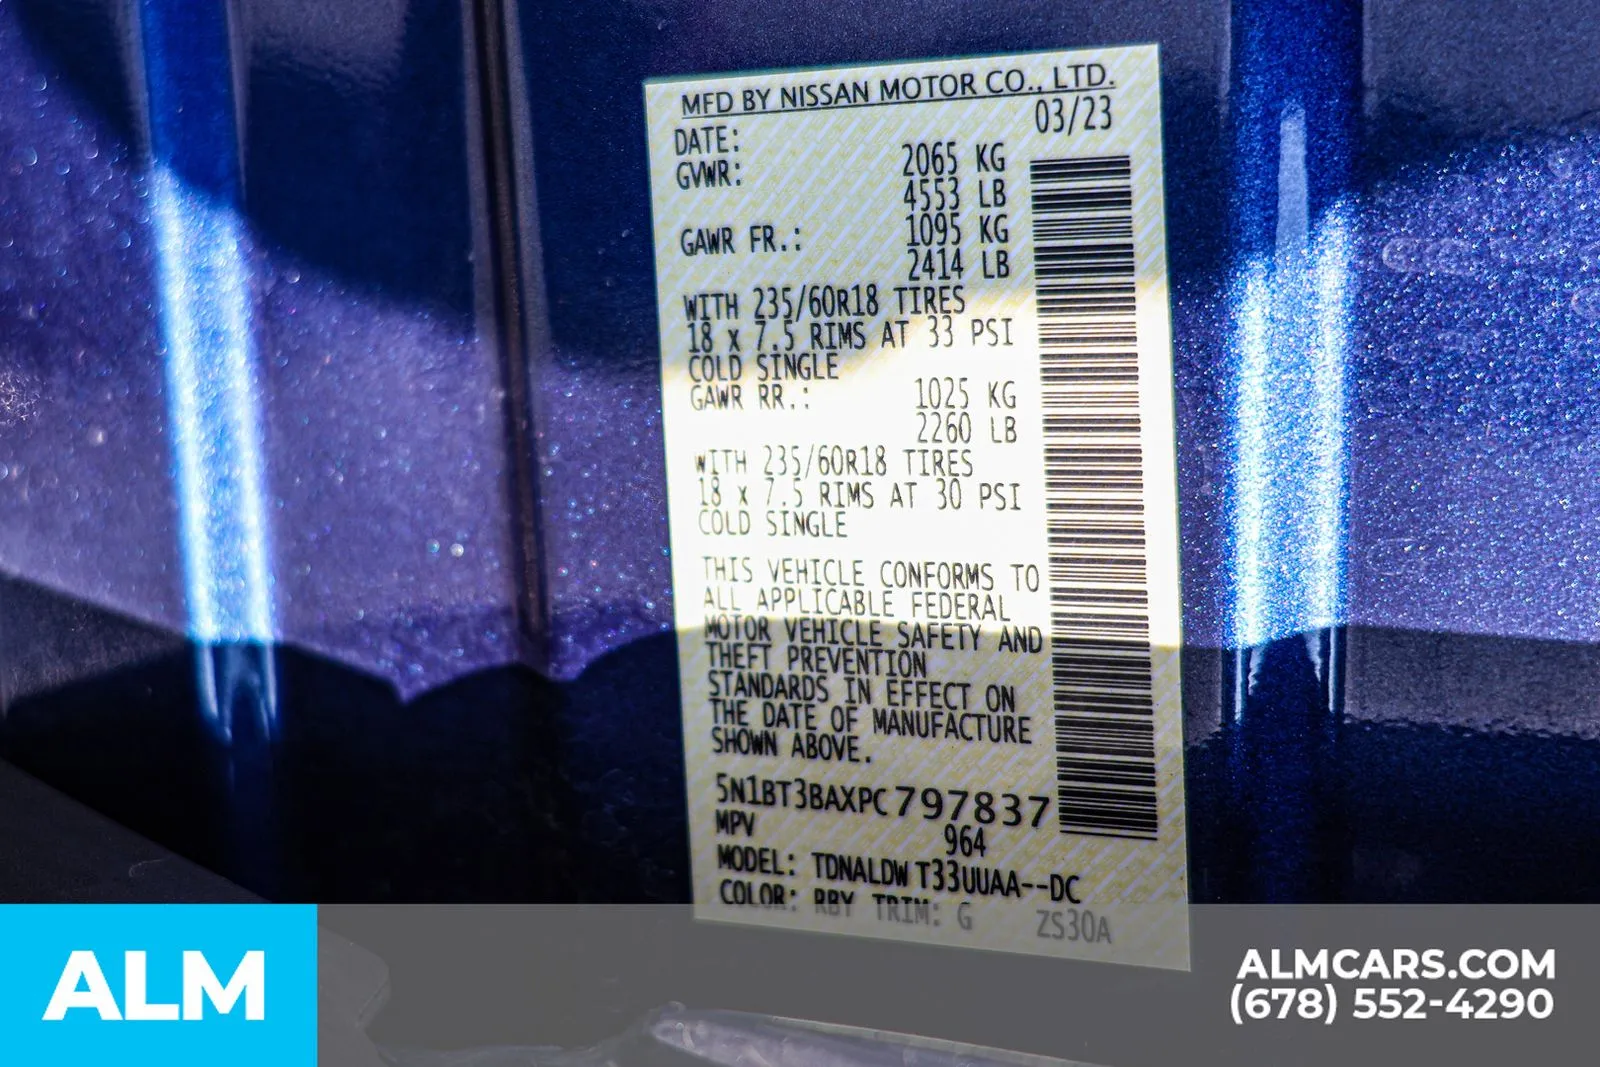 MFD BY NISSAN MOTOR CO., LTD.
DATE: 03/23
GVWR: 2065 KG
4553 LB
GAWR FR.: 1095 KG
2414 LB
WITH 235/60R18 TIRES
18 x 7.5 RIMS AT 33 PSI
COLD SINGLE
GAWR RR.: 1025 KG
2260 LB
WITH 235/60R18 TIRES
18 x 7.5 RIMS AT 30 PSI
COLD SINGLE
THIS VEHICLE CONFORMS TO
ALL APPLICABLE FEDERAL
MOTOR VEHICLE SAFETY AND
THEFT PREVENTION
STANDARDS IN EFFECT ON
THE DATE OF MANUFACTURE
SHOWN ABOVE.
5N1BT3BAXPC797837
MPV 964
MODEL: TDNALDW T33UUAA--DC
COLOR: RBY TRIM: G ZS30A
ALM
ALMCARS.COM
(678) 552-4290